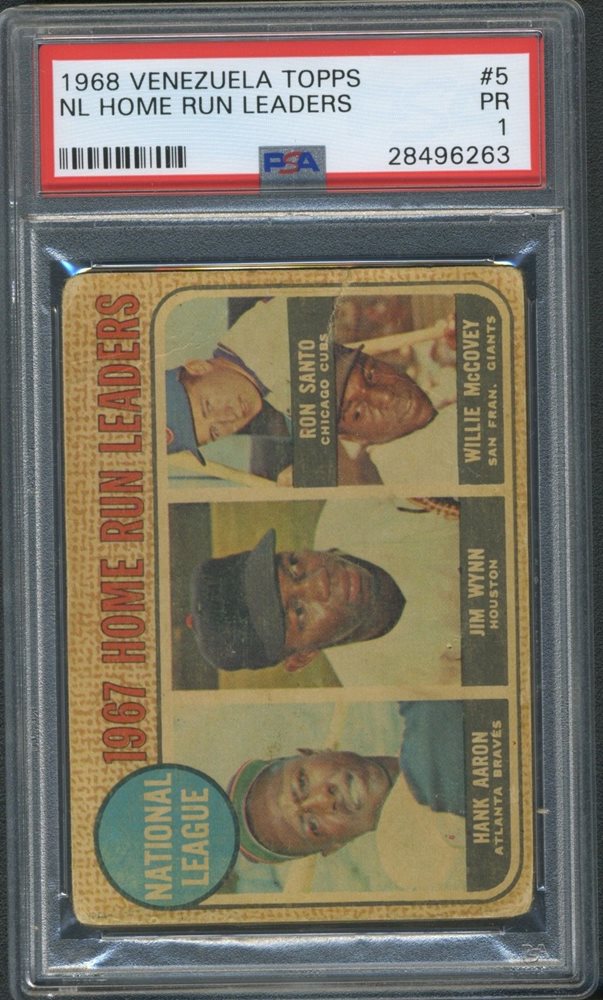 1968 VENEZUELA TOPPS #5
NL HOME RUN LEADERS PR
1
PSA 28496263
1967 HOME RUN LEADERS
NATIONAL
LEAGUE
HANK AARON
ATLANTA BRAVES
JIM WYNN
HOUSTON
RON SANTO
CHICAGO CUBS
WILLIE McCOVEY
SAN FRAN. GIANTS